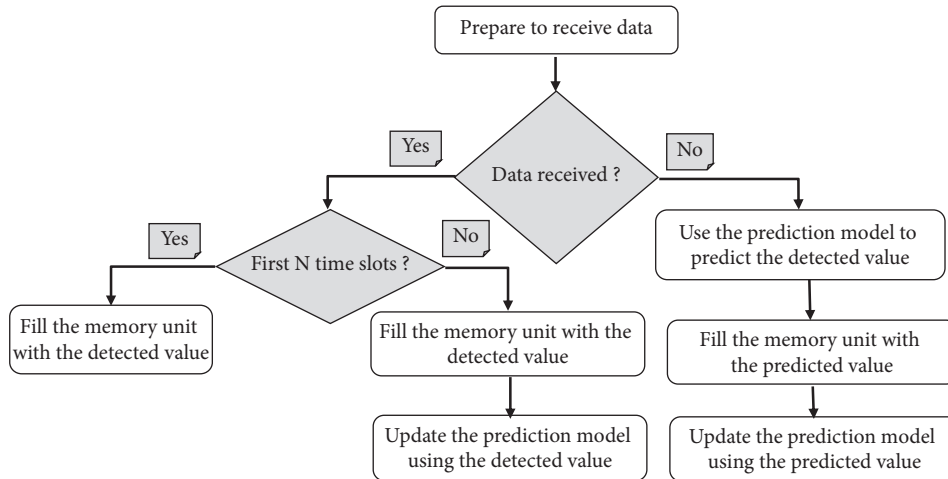 Prepare to receive data
Yes
No
Data received ?
Yes
No
First N time slots ?
Use the prediction model to
predict the detected value
Fill the memory unit
with the detected value
Fill the memory unit with the
detected value
Fill the memory unit with
the predicted value
Update the prediction model
using the detected value
Update the prediction model
using the predicted value